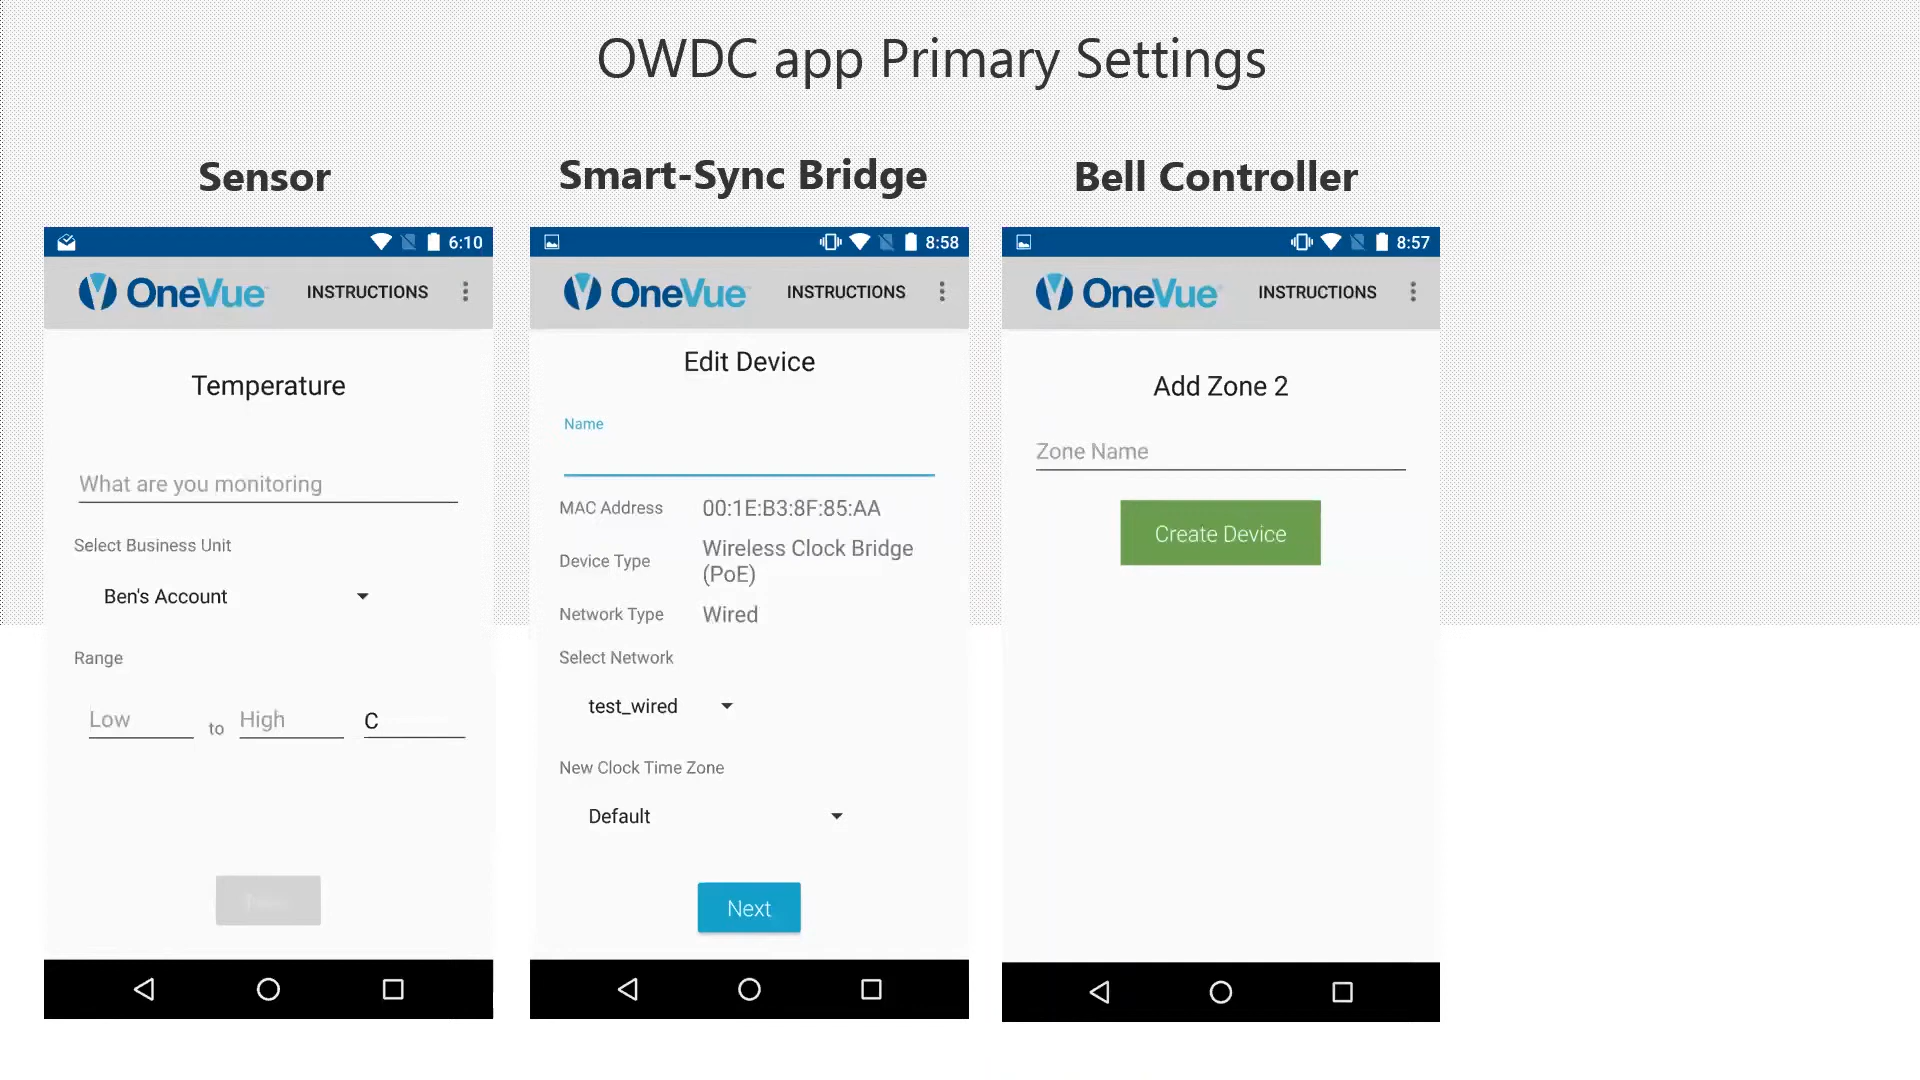 OWDC app Primary Settings
Sensor
6:10
OneVue INSTRUCTIONS
Temperature
What are you monitoring
Select Business Unit
Ben's Account
Range
Low to High C
Smart-Sync Bridge
8:58
OneVue INSTRUCTIONS
Edit Device
Name
MAC Address 00:1E:B3:8F:85:AA
Device Type Wireless Clock Bridge
(PoE)
Network Type Wired
Select Network
test_wired
New Clock Time Zone
Default
Next
Bell Controller
8:57
OneVue INSTRUCTIONS
Add Zone 2
Zone Name
Create Device